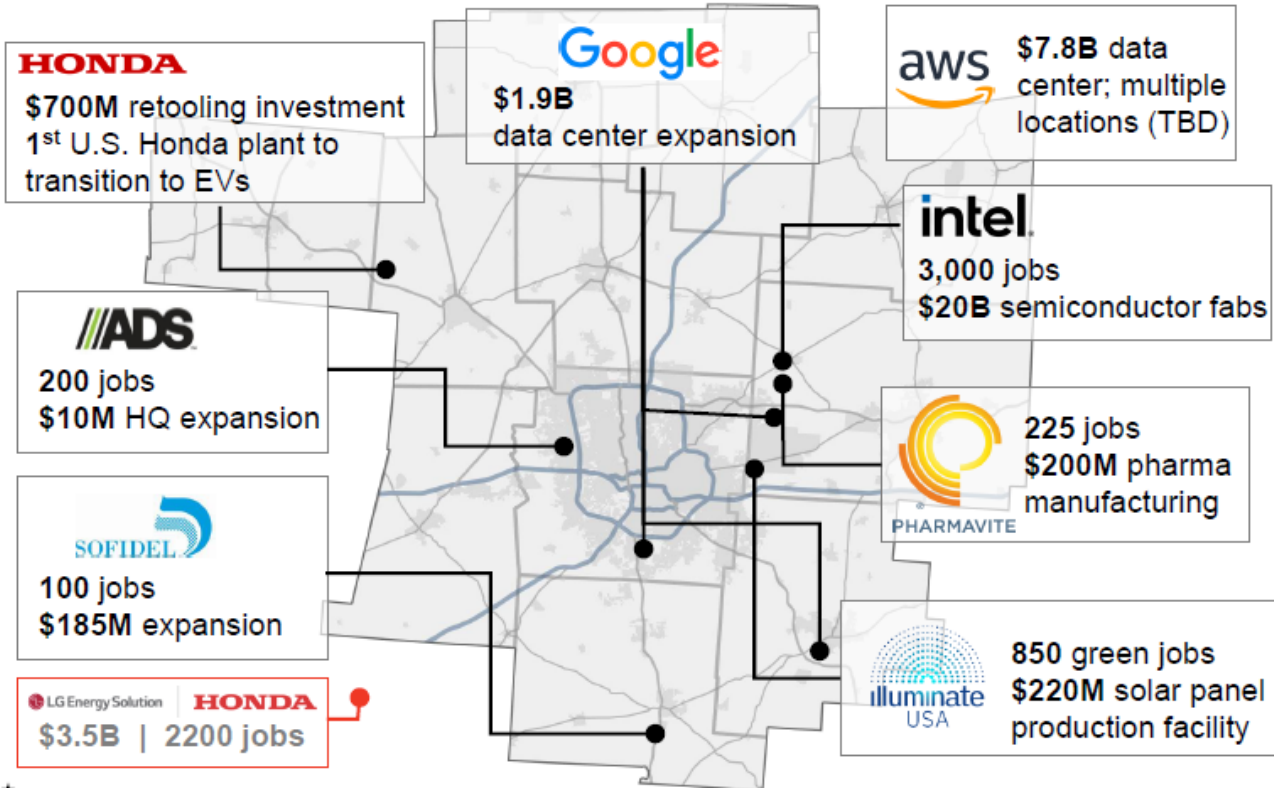 HONDA
$700M retooling investment
1st U.S. Honda plant to
transition to EVs
Google
$1.9B
data center expansion
aws
$7.8B data
center; multiple
locations (TBD)
intel.
3,000 jobs
$20B semiconductor fabs
ADS
200 jobs
$10M HQ expansion
PHARMAVITE
225 jobs
$200M pharma
manufacturing
SOFIDEL
100 jobs
$185M expansion
illuminate
USA
850 green jobs
$220M solar panel
production facility
LG Energy Solution | HONDA
$3.5B | 2200 jobs